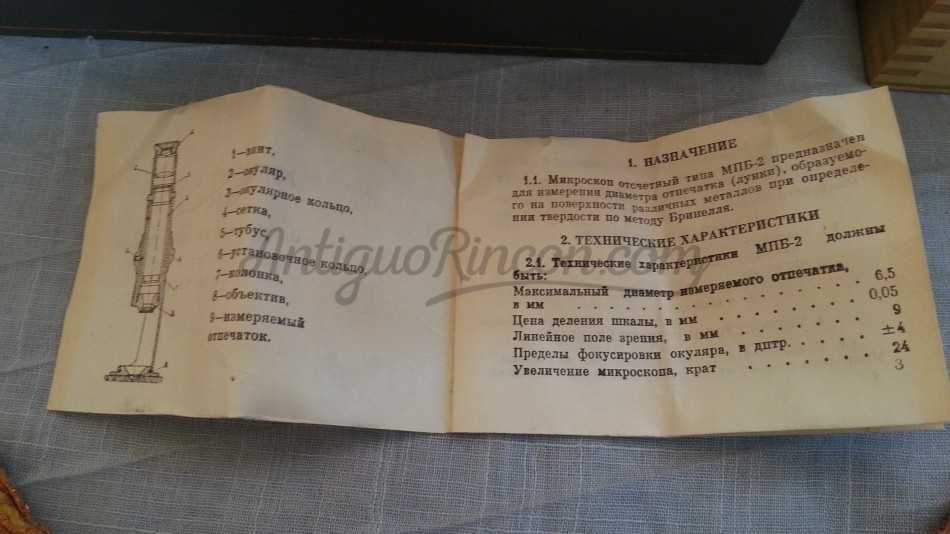 1—винт,
2—окуляр,
3—окулярное кольцо,
4—сетка,
5—тубус,
6—установочное кольцо,
7—колонка,
8—объектив,
9—измеряемый
отпечаток.
1. НАЗНАЧЕНИЕ
1.1. Микроскоп отсчетный типа МПБ-2 предназначен
для измерения диаметра отпечатка (лунки), образуемо-
го на поверхности различных металлов при определе-
нии твердости по методу Бринелля.
2. ТЕХНИЧЕСКИЕ ХАРАКТЕРИСТИКИ
2.1. Технические характеристики МПБ-2 должны
быть:
Максимальный диаметр измеряемого отпечатка,
в мм . . . . . . . . . . . . . . . 6,5
Цена деления шкалы, в мм . . . . . . . 0,05
Линейное поле зрения, в мм . . . . . . 9
Пределы фокусировки окуляра, в дптр. . . . . ±4
Увеличение микроскопа, крат . . . . . . 24
3
AntiguoRincon.com